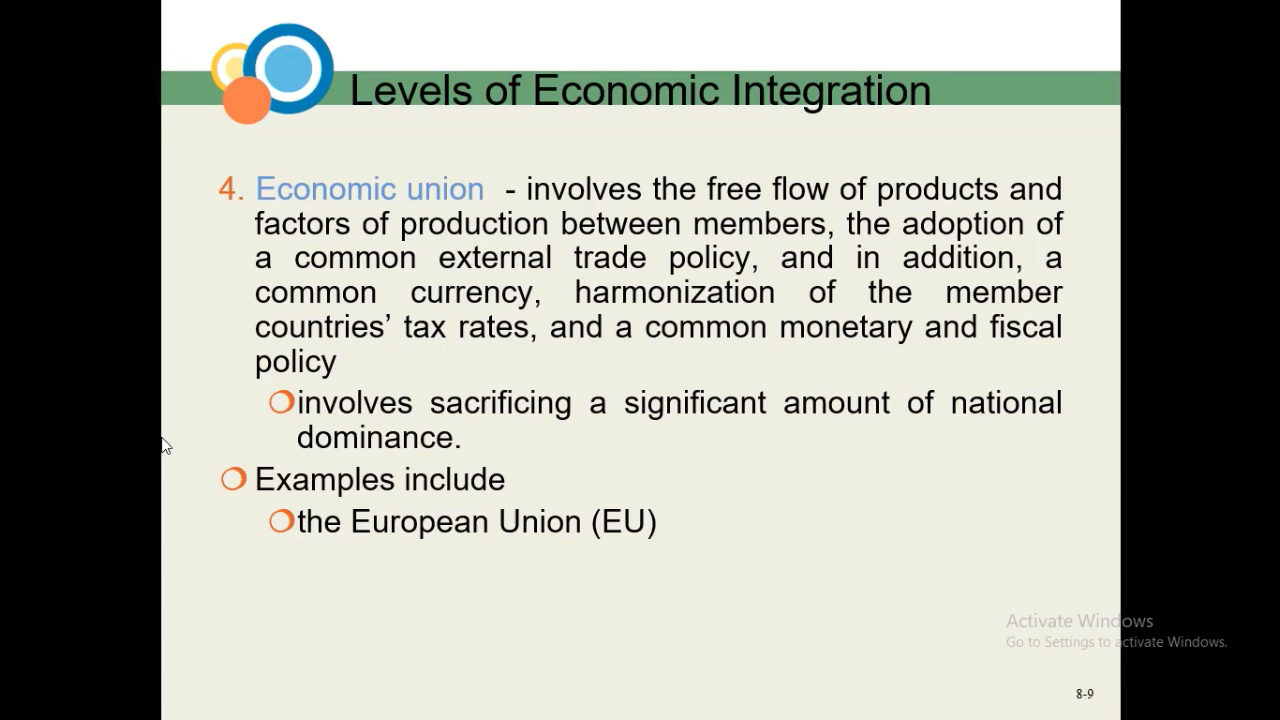 Levels of Economic Integration
4. Economic union - involves the free flow of products and
factors of production between members, the adoption of
a common external trade policy, and in addition, a
common currency, harmonization of the member
countries’ tax rates, and a common monetary and fiscal
policy
involves sacrificing a significant amount of national
dominance.
Examples include
the European Union (EU)
Activate Windows
Go to Settings to activate Windows.
8-9